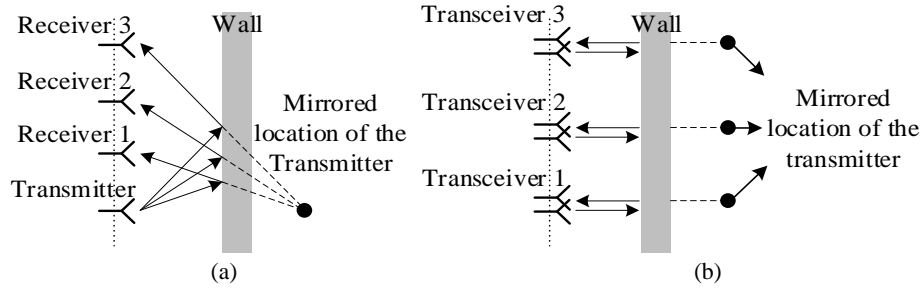 Receiver 3
Wall
Receiver 2
Receiver 1
Transmitter
Mirrored
location of the
Transmitter
(a)
Transceiver 3
Wall
Transceiver 2
Transceiver 1
Mirrored
location of the
transmitter
(b)